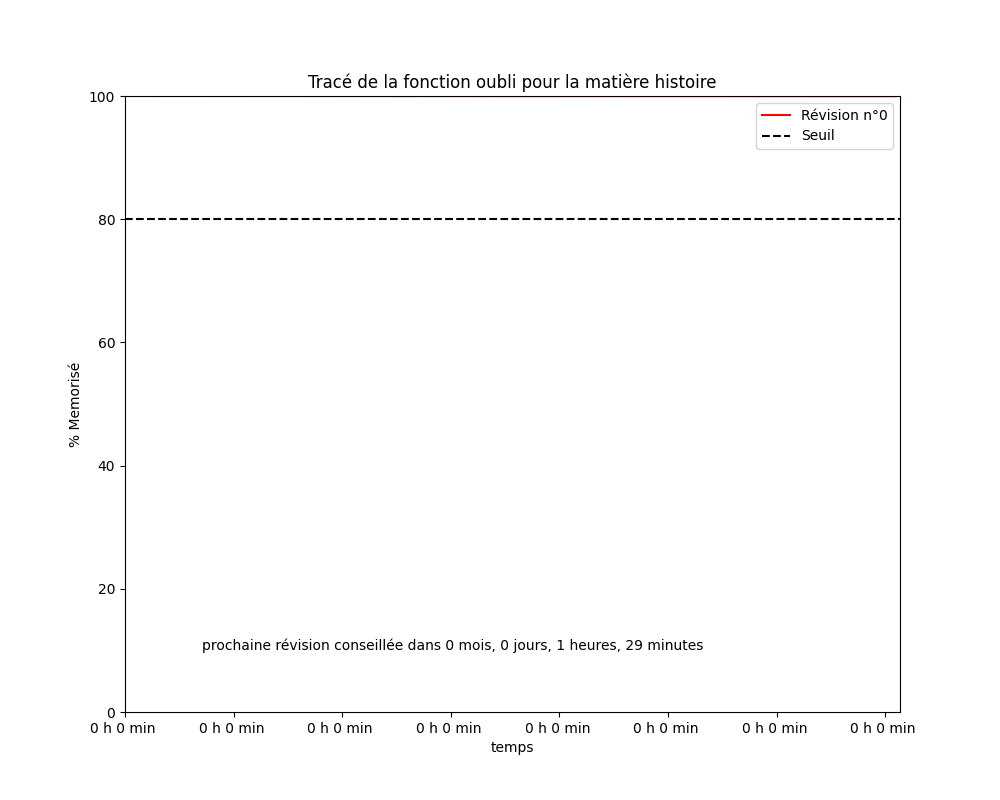 Tracé de la fonction oubli pour la matière histoire
Révision n°0
Seuil
100
80
60
40
20
0
% Memorisé
prochaine révision conseillée dans 0 mois, 0 jours, 1 heures, 29 minutes
0 h 0 min 0 h 0 min 0 h 0 min 0 h 0 min 0 h 0 min 0 h 0 min 0 h 0 min 0 h 0 min
temps